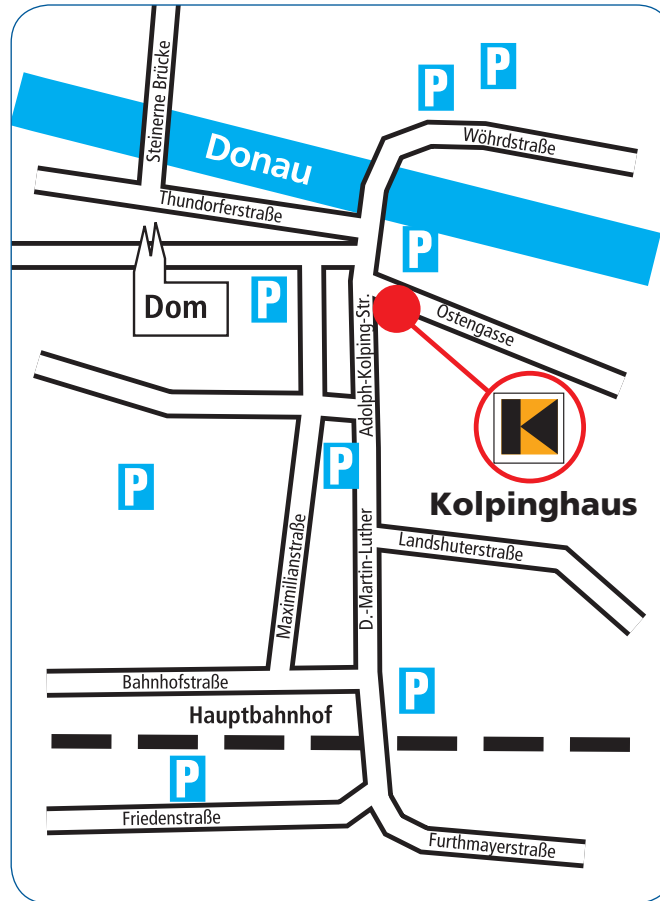 P
P
Steinerne Brücke
Wöhrdstraße
Donau
Thundorferstraße
P
P
Dom
Adolph-Kolping-Str.
Ostengasse
P
P
Kolpinghaus
Maximilianstraße
D.-Martin-Luther
Landshuterstraße
Bahnhofstraße
P
Hauptbahnhof
P
Friedenstraße
Furthmayerstraße